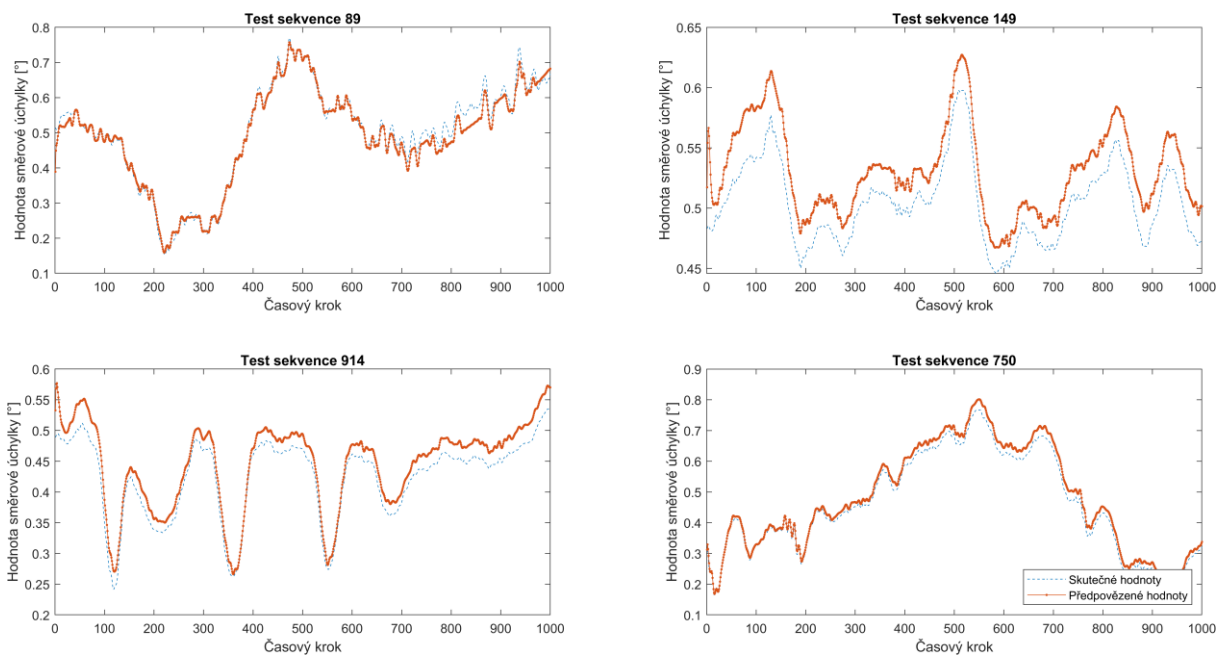 Test sekvence 89
Hodnota směrové úchylky [°]
0.8
0.7
0.6
0.5
0.4
0.3
0.2
0.1
0 100 200 300 400 500 600 700 800 900 1000
Časový krok
Test sekvence 149
Hodnota směrové úchylky [°]
0.65
0.6
0.55
0.5
0.45
0 100 200 300 400 500 600 700 800 900 1000
Časový krok
Test sekvence 914
Hodnota směrové úchylky [°]
0.6
0.55
0.5
0.45
0.4
0.35
0.3
0.25
0.2
0 100 200 300 400 500 600 700 800 900 1000
Časový krok
Test sekvence 750
Hodnota směrové úchylky [°]
0.9
0.8
0.7
0.6
0.5
0.4
0.3
0.2
0.1
0 100 200 300 400 500 600 700 800 900 1000
Časový krok
Skutečné hodnoty
Předpovězené hodnoty